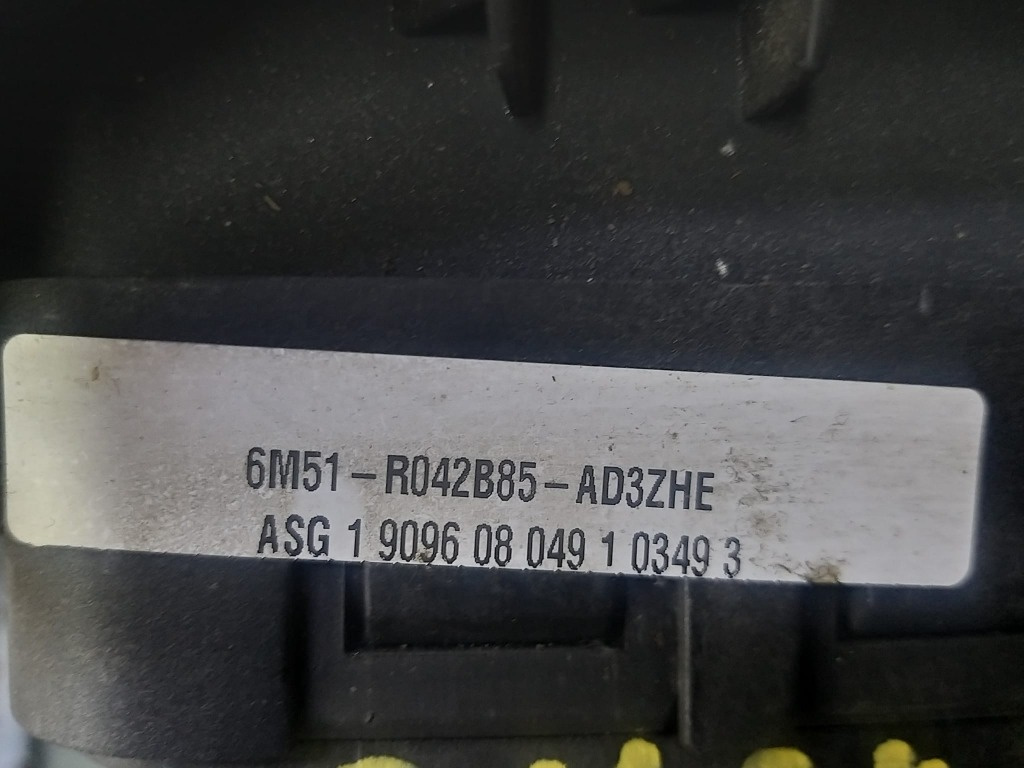 6M51-R042B85-AD3ZHE
ASG 1 9096 08 049 1 0349 3